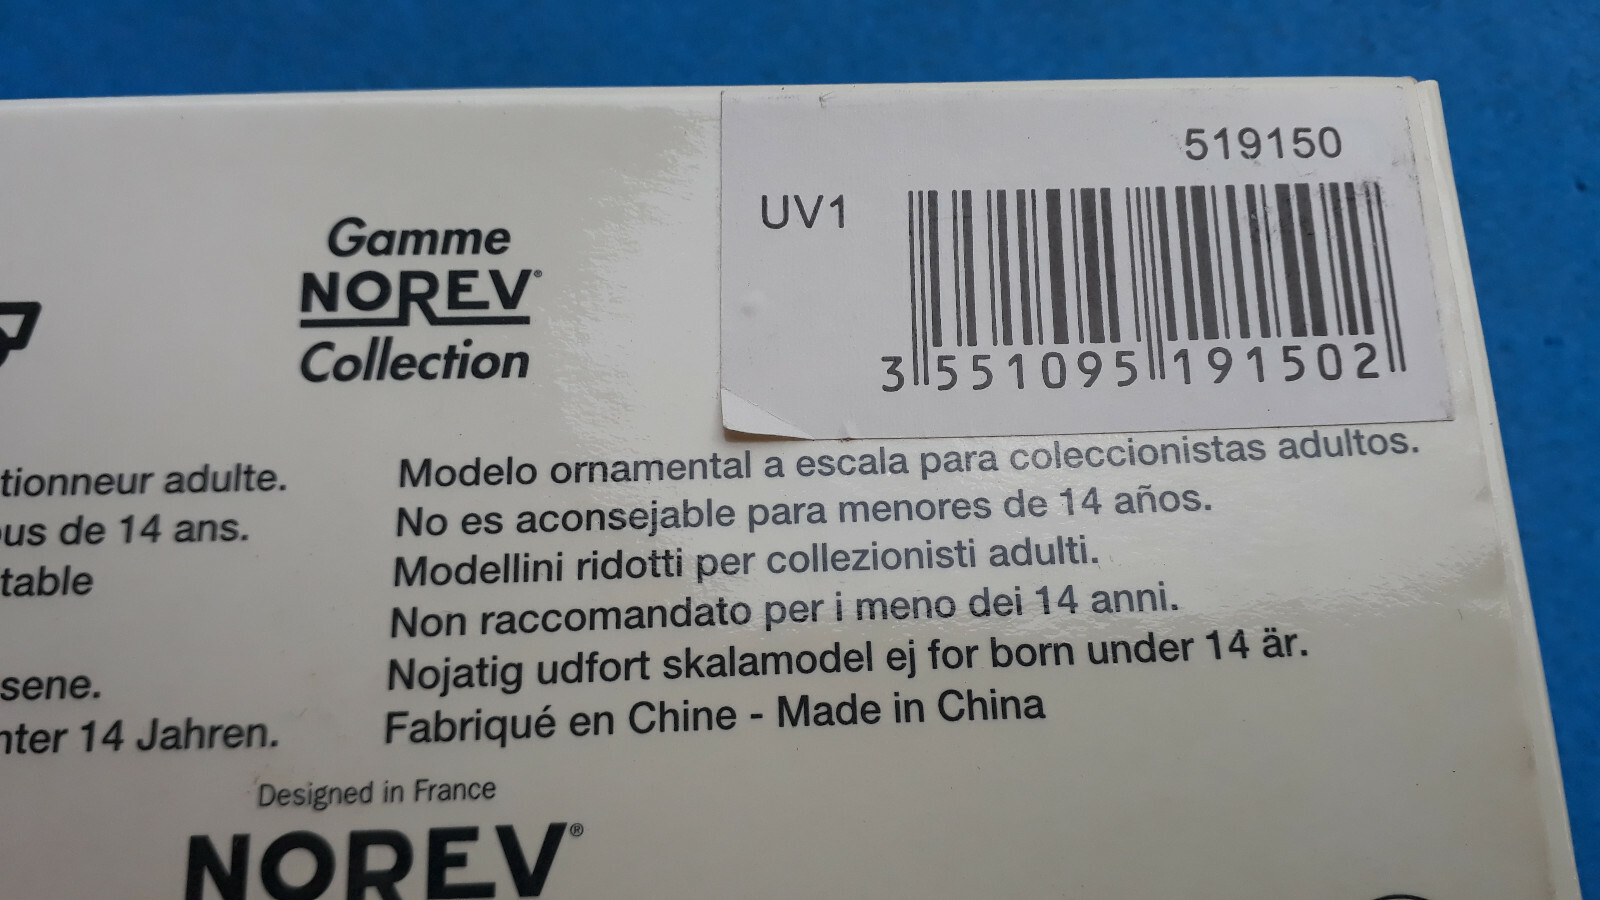 519150
UV1
3 551095 191502
Gamme
NOREV®
Collection
tionneur adulte.
us de 14 ans.
table
sene.
nter 14 Jahren.
Modelo ornamental a escala para coleccionistas adultos.
No es aconsejable para menores de 14 años.
Modellini ridotti per collezionisti adulti.
Non raccomandato per i meno dei 14 anni.
Nojatig udfort skalamodel ej for born under 14 är.
Fabriqué en Chine - Made in China
Designed in France
NOREV®